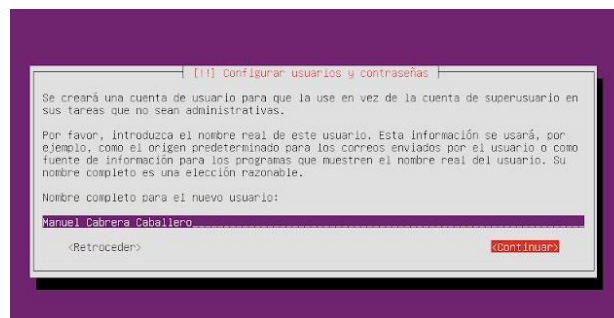 [!!] Configurar usuarios y contraseñas
Se creará una cuenta de usuario para que la use en vez de la cuenta de superusuario en
sus tareas que no sean administrativas.
Por favor, introduzca el nombre real de este usuario. Esta información se usará, por
ejemplo, como el origen predeterminado para los correos enviados por el usuario o como
fuente de información para los programas que muestren el nombre real del usuario. Su
nombre completo es una elección razonable.
Nombre completo para el nuevo usuario:
Manuel Cabrera Caballero
<Retroceder> <Continuar>